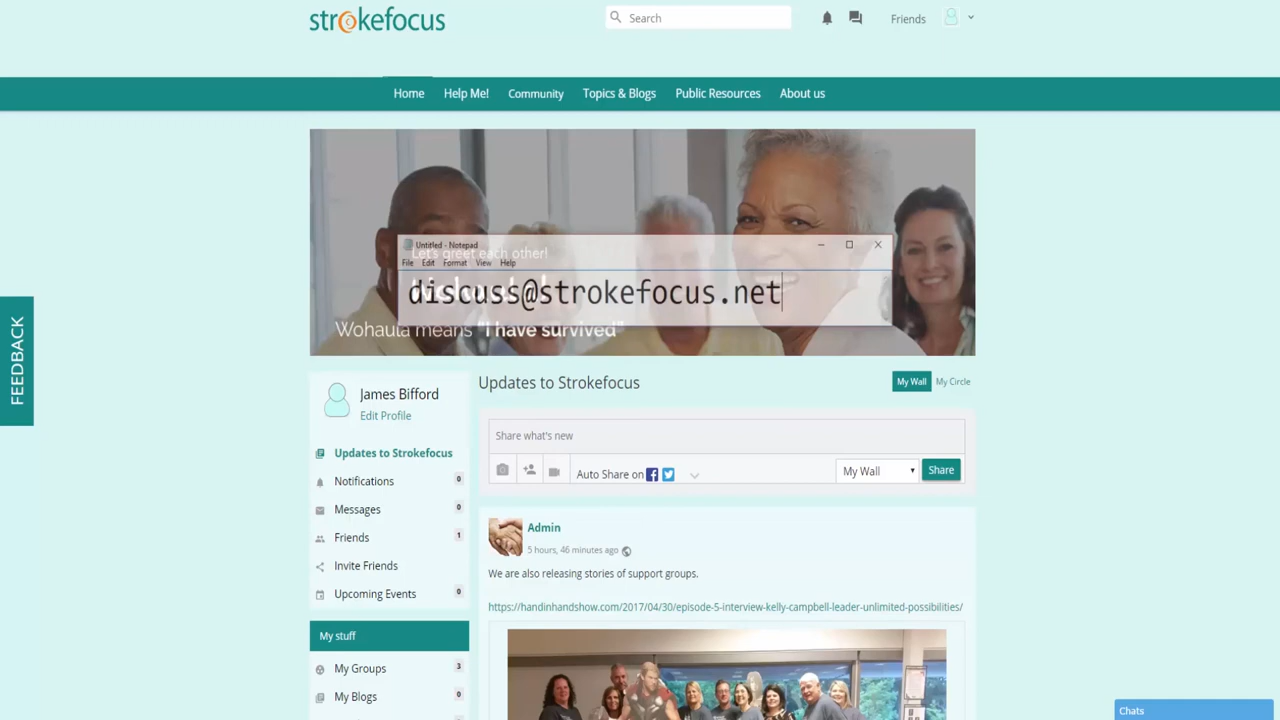 strokefocus
Search
Friends
Home
Help Me!
Community
Topics & Blogs
Public Resources
About us
FEEDBACK
Untitled - Notepad
Let's greet each other!
File Edit Format View Help
discuss@strokefocus.net
Wohaula means "I have survived"
James Bifford
Edit Profile
Updates to Strokefocus
Notifications 0
Messages 0
Friends 1
Invite Friends
Upcoming Events 0
My stuff
My Groups 3
My Blogs 0
Updates to Strokefocus
My Wall My Circle
Share what's new
Auto Share on
My Wall
Share
Admin
5 hours, 46 minutes ago
We are also releasing stories of support groups.
https://handinhandshow.com/2017/04/30/episode-5-interview-kelly-campbell-leader-unlimited-possibilities/
Chats